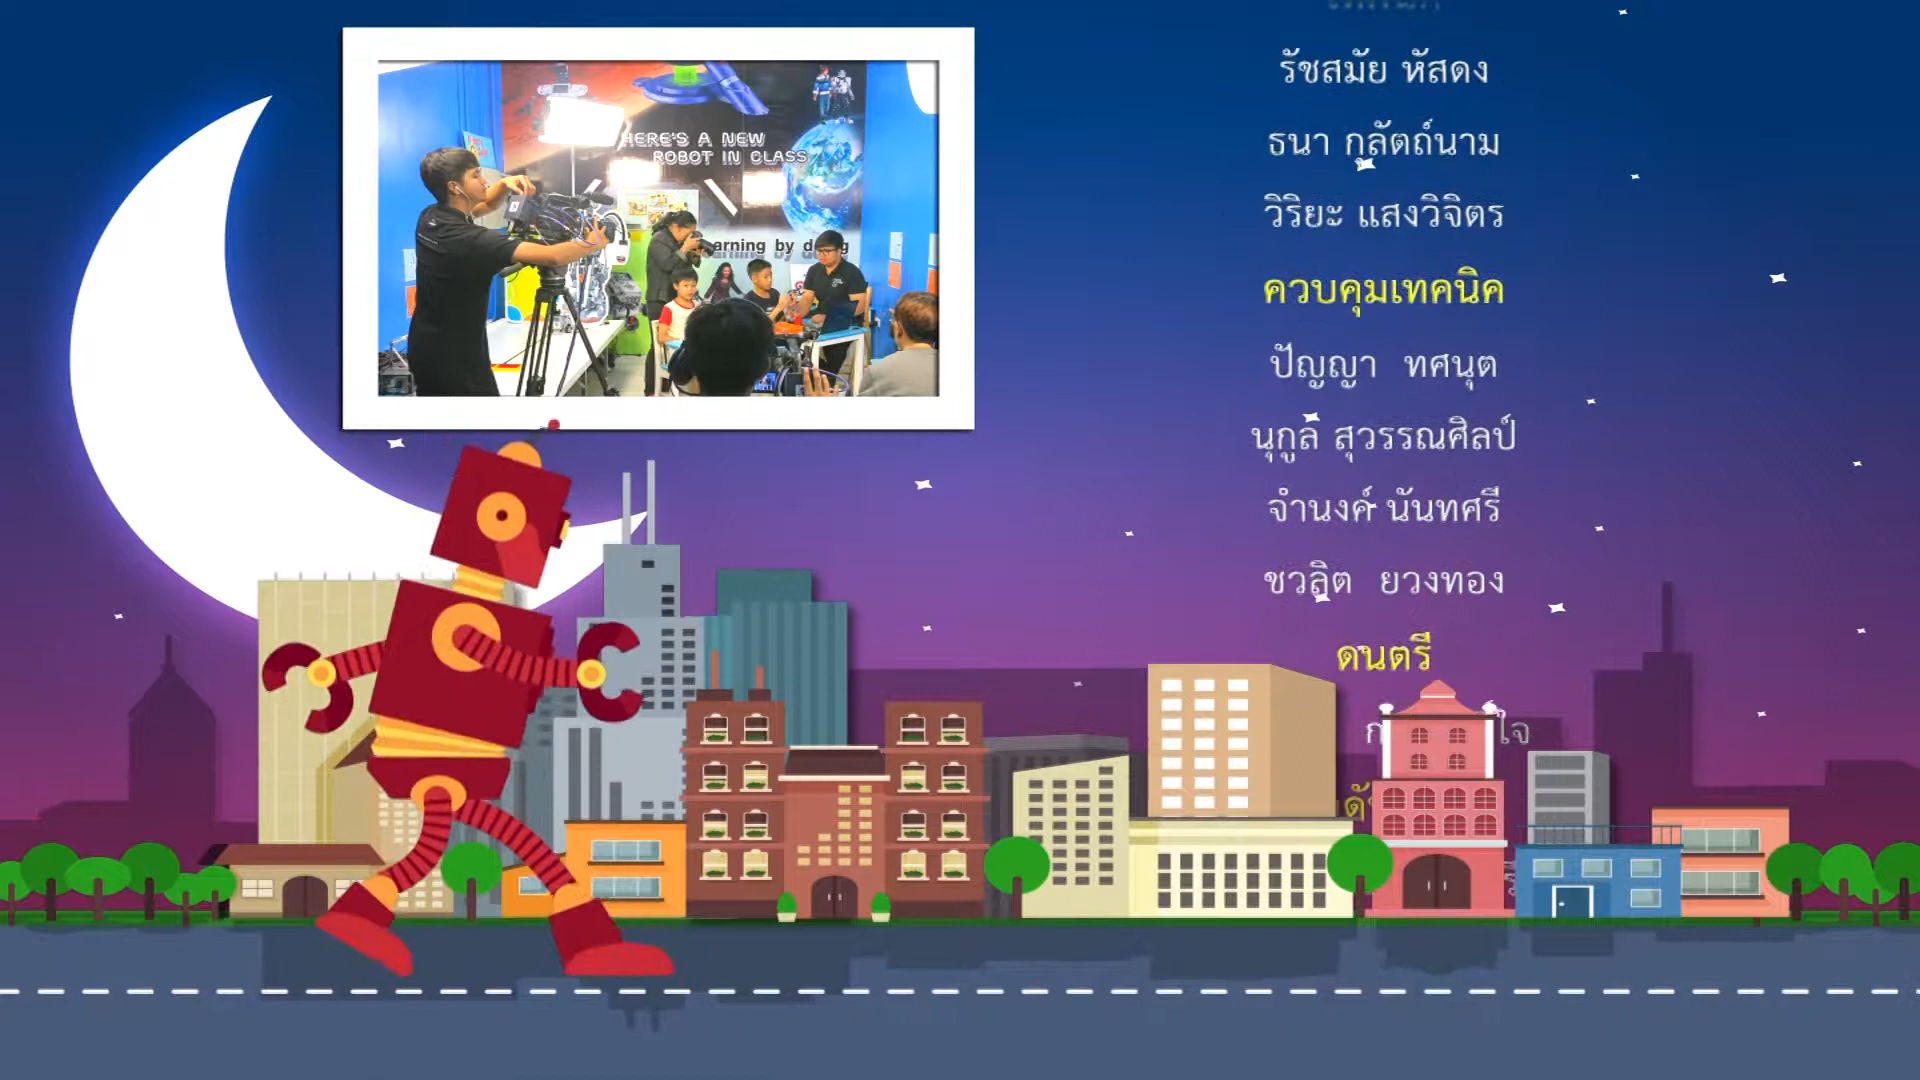 HERE'S A NEW
ROBOT IN CLASS
รัชสมัย หัสดง
ธนา กลัตถ์นาม
วิริยะ แสงวิจิตร
ควบคุมเทคนิค
ปัญญา ทศนุต
นุกูล สุวรรณศิลป์
จำนงค์ นันทศรี
ชวลิต ยวงทอง
ดนตรี